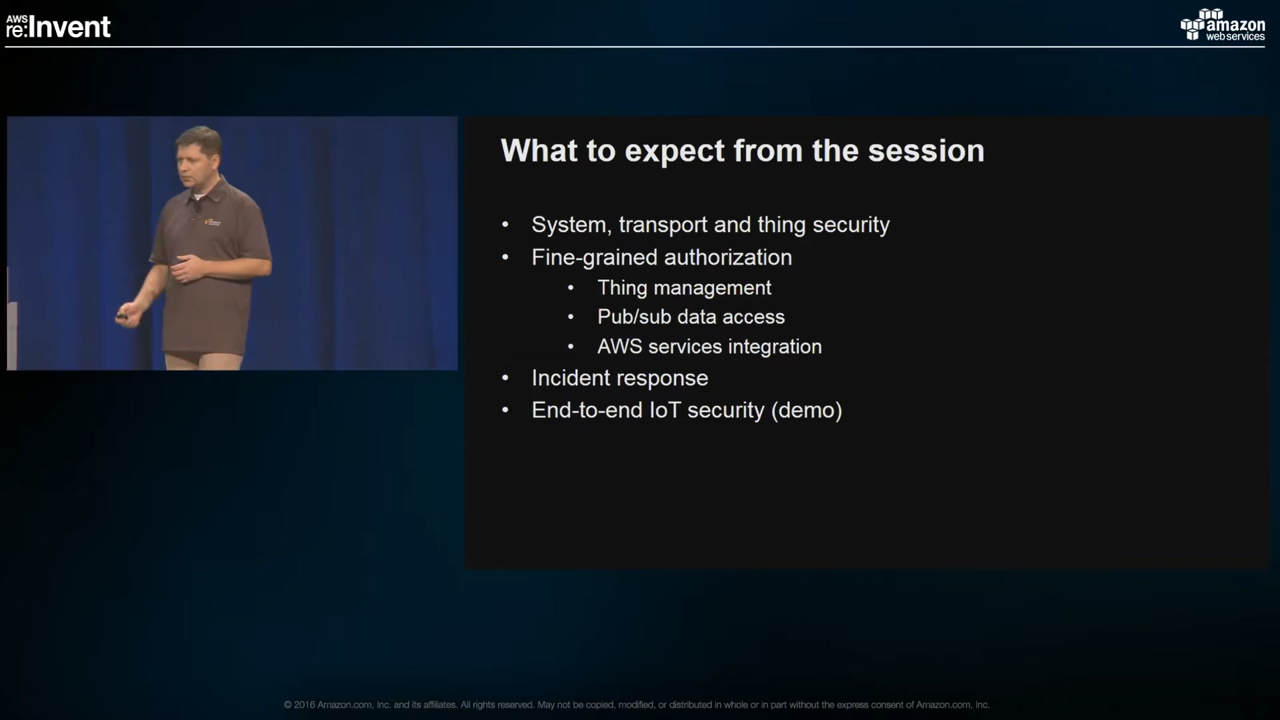 AWS
re:Invent
amazon
web services
What to expect from the session
• System, transport and thing security
• Fine-grained authorization
• Thing management
• Pub/sub data access
• AWS services integration
• Incident response
• End-to-end IoT security (demo)
© 2016 Amazon.com, Inc. and its affiliates. All rights reserved. May not be copied, modified, or distributed in whole or in part without the express consent of Amazon.com, inc.